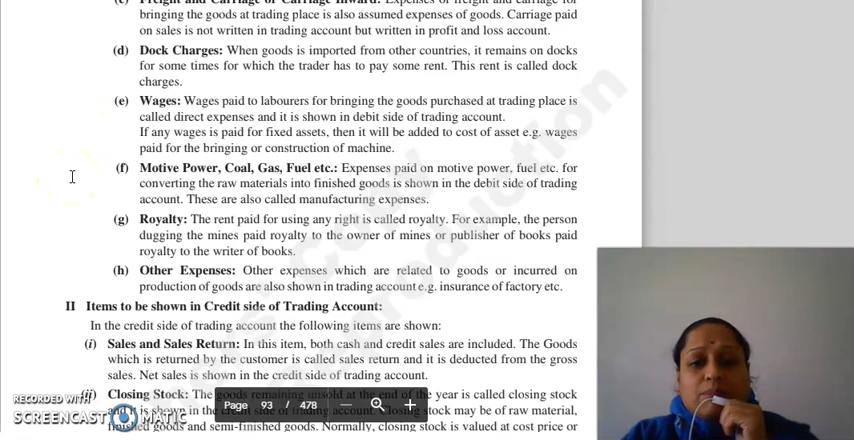 (c) Freight and Carriage or Carriage Inward: Expenses of freight and carriage for
bringing the goods at trading place is also assumed expenses of goods. Carriage paid
on sales is not written in trading account but written in profit and loss account.
(d) Dock Charges: When goods is imported from other countries, it remains on docks
for some times for which the trader has to pay some rent. This rent is called dock
charges.
(e) Wages: Wages paid to labourers for bringing the goods purchased at trading place is
called direct expenses and it is shown in debit side of trading account.
If any wages is paid for fixed assets, then it will be added to cost of asset e.g. wages
paid for the bringing or construction of machine.
(f) Motive Power, Coal, Gas, Fuel etc.: Expenses paid on motive power, fuel etc. for
converting the raw materials into finished goods is shown in the debit side of trading
account. These are also called manufacturing expenses.
(g) Royalty: The rent paid for using any right is called royalty. For example, the person
dugging the mines paid royalty to the owner of mines or publisher of books paid
royalty to the writer of books.
(h) Other Expenses: Other expenses which are related to goods or incurred on
production of goods are also shown in trading account e.g. insurance of factory etc.
II Items to be shown in Credit side of Trading Account:
In the credit side of trading account the following items are shown:
(i) Sales and Sales Return: In this item, both cash and credit sales are included. The Goods
which is returned by the customer is called sales return and it is deducted from the gross
sales. Net sales is shown in the credit side of trading account.
(ii) Closing Stock: The goods remaining unsold at the end of the year is called closing stock
and it is shown in the credit side of trading account. Closing stock may be of raw material,
finished goods and semi-finished goods. Normally, closing stock is valued at cost price or
Page 93 / 478
RECORDED WITH
SCREENCAST MATIC